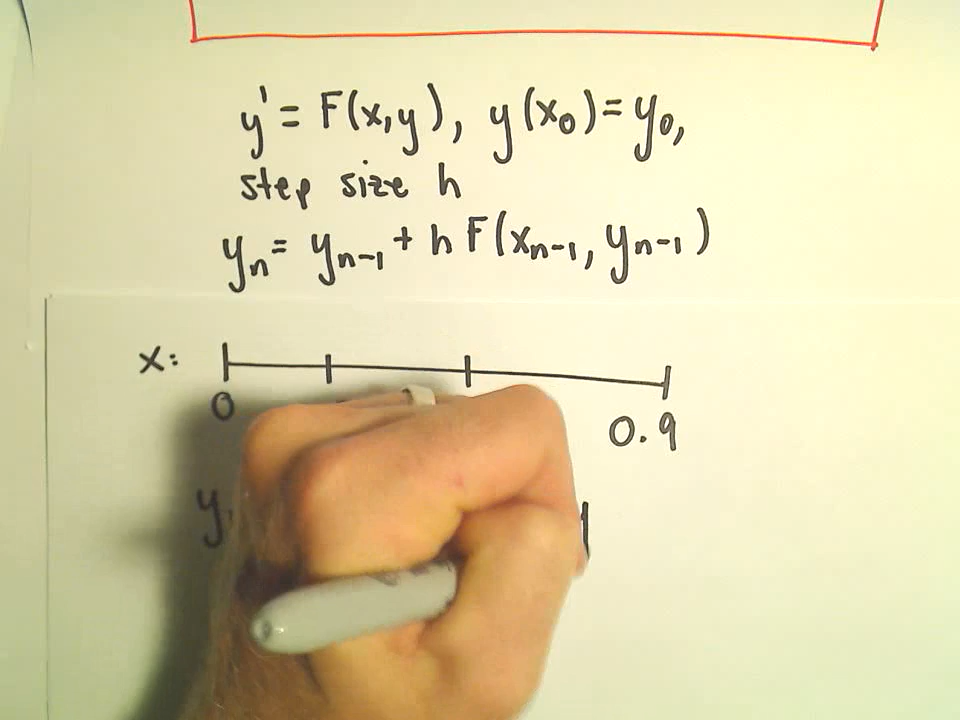 y' = F(x,y), y(x₀)=y₀,
step size h
yₙ = yₙ₋₁ + h F(xₙ₋₁, yₙ₋₁)
x:
0 0.9
y